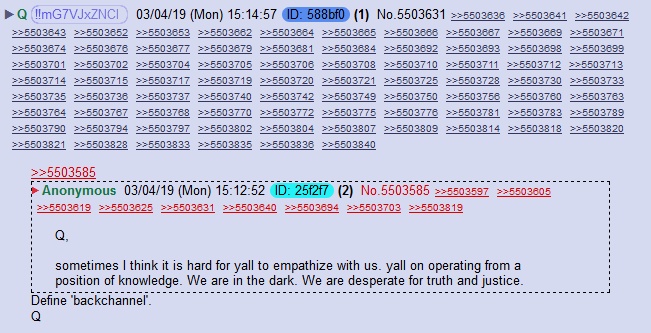 ▶ Q !!mG7VJxZNCI 03/04/19 (Mon) 15:14:57 ID: 588bf0 (1) No.5503631 >>5503636 >>5503641 >>5503642
>>5503643 >>5503652 >>5503653 >>5503662 >>5503664 >>5503665 >>5503666 >>5503667 >>5503669 >>5503671
>>5503674 >>5503675 >>5503676 >>5503679 >>5503681 >>5503684 >>5503692 >>5503693 >>5503698 >>5503699
>>5503701 >>5503703 >>5503704 >>5503705 >>5503706 >>5503708 >>5503710 >>5503711 >>5503712 >>5503713
>>5503714 >>5503715 >>5503717 >>5503719 >>5503720 >>5503721 >>5503725 >>5503728 >>5503730 >>5503733
>>5503735 >>5503736 >>5503737 >>5503740 >>5503742 >>5503749 >>5503750 >>5503756 >>5503760 >>5503763
>>5503764 >>5503767 >>5503768 >>5503770 >>5503772 >>5503775 >>5503776 >>5503781 >>5503783 >>5503789
>>5503790 >>5503794 >>5503797 >>5503802 >>5503804 >>5503807 >>5503809 >>5503814 >>5503818 >>5503820
>>5503821 >>5503828 >>5503833 >>5503835 >>5503836 >>5503840
>>5503585
▶ Anonymous 03/04/19 (Mon) 15:12:52 ID: 25f2f7 (2) No.5503585 >>5503597 >>5503605
>>5503619 >>5503625 >>5503631 >>5503640 >>5503694 >>5503703 >>5503819
Q,
sometimes I think it is hard for yall to empathize with us. yall on operating from a
position of knowledge. We are in the dark. We are desperate for truth and justice.
Define 'backchannel'.
Q